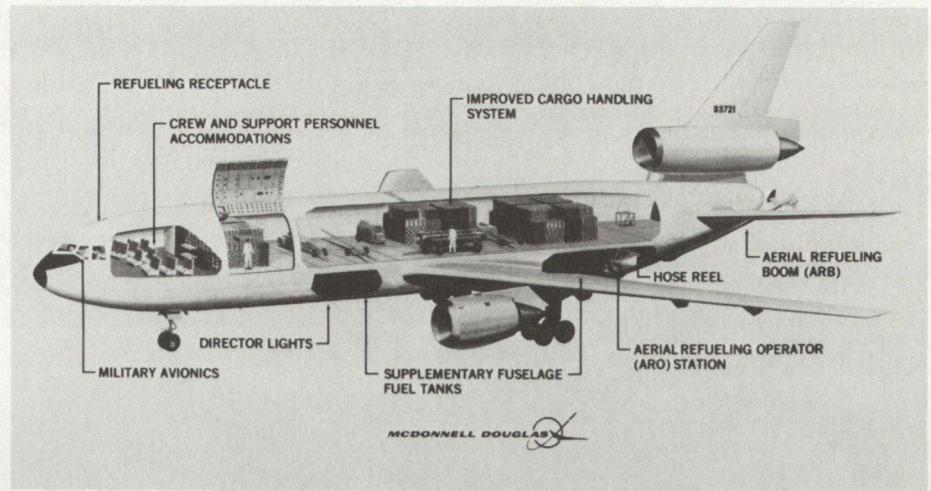 REFUELING RECEPTACLE
CREW AND SUPPORT PERSONNEL
ACCOMMODATIONS
IMPROVED CARGO HANDLING
SYSTEM
83721
AERIAL REFUELING
BOOM (ARB)
HOSE REEL
DIRECTOR LIGHTS
AERIAL REFUELING OPERATOR
(ARO) STATION
MILITARY AVIONICS
SUPPLEMENTARY FUSELAGE
FUEL TANKS
MCDONNELL DOUGLAS